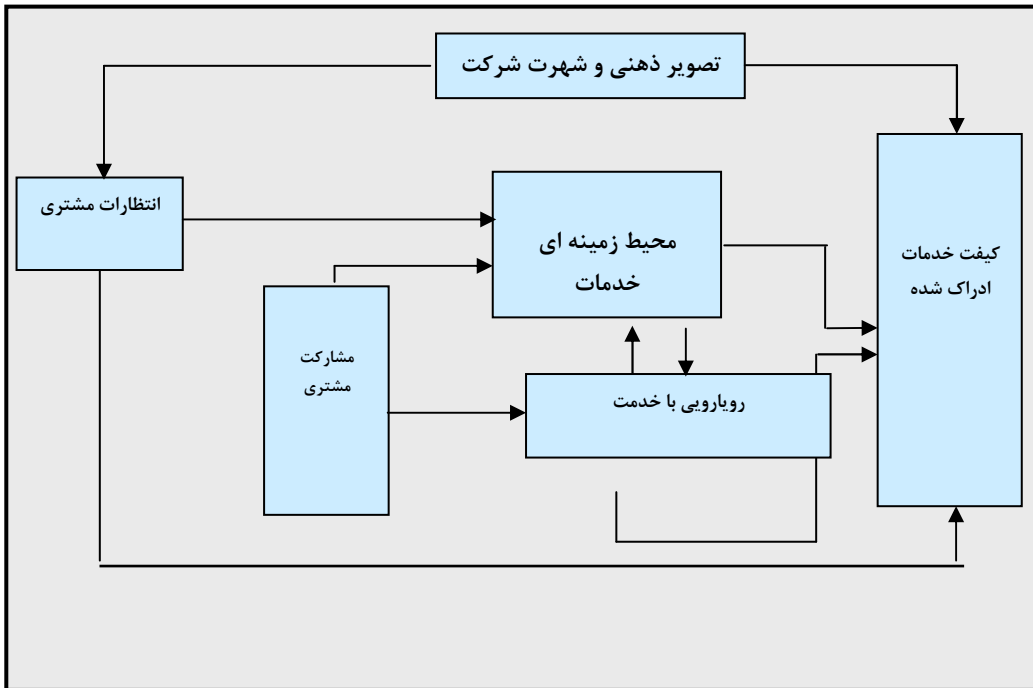 تصویر ذهنی و شهرت شرکت
انتظارات مشتری
محیط زمینه ای
خدمات
کیفت خدمات
ادراک شده
مشارکت
مشتری
رویارویی با خدمت